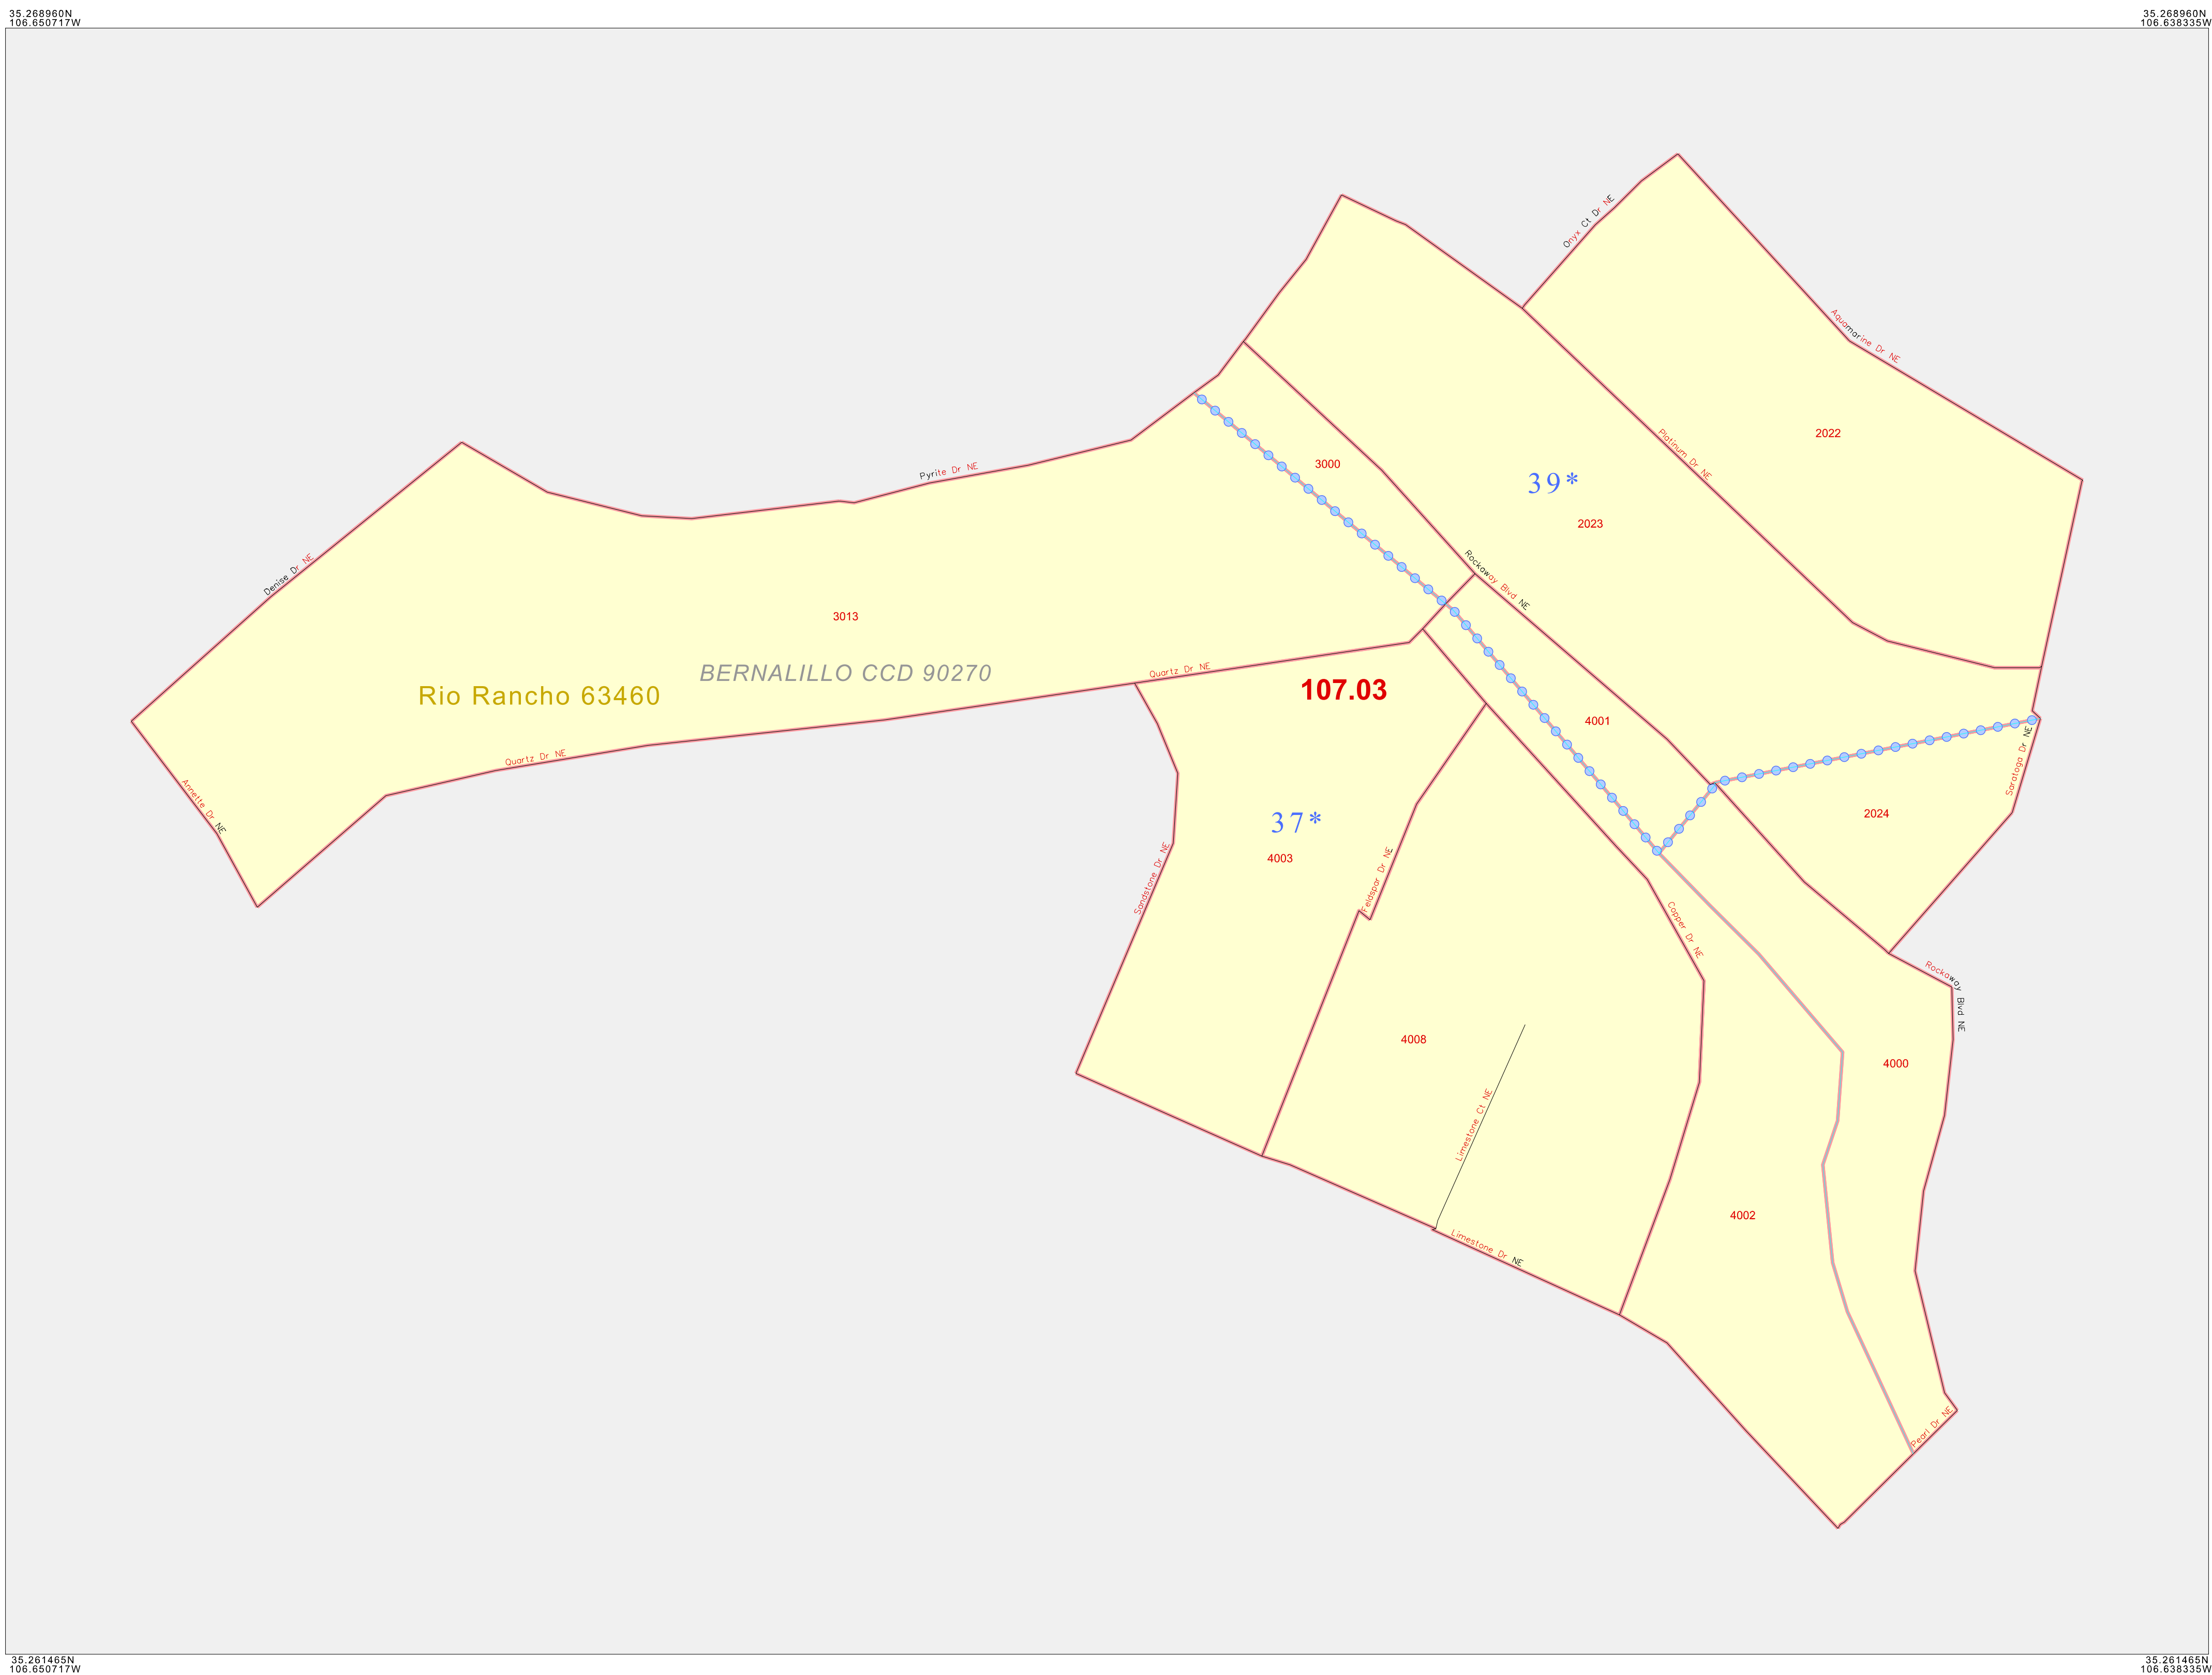 35.268960N
106.650717W
35.268960N
106.638335W
Onyx Ct Dr NE
Aquamarine Dr NE
2022
Platinum Dr NE
3000
Pyrite Dr NE
39*
2023
Rockaway Blvd NE
Denise Dr NE
3013
Quartz Dr NE
BERNALILLO CCD 90270
107.03
Rio Rancho 63460
4001
Quartz Dr NE
Saratoga Dr NE
Annette Dr NE
37*
2024
4003
Sandstone Dr NE
Feldspar Dr NE
Copper Dr NE
Rockaway Blvd NE
4008
4000
Limestone Ct NE
4002
Limestone Dr NE
Pearl Dr NE
35.261465N
106.650717W
35.261465N
106.638335W